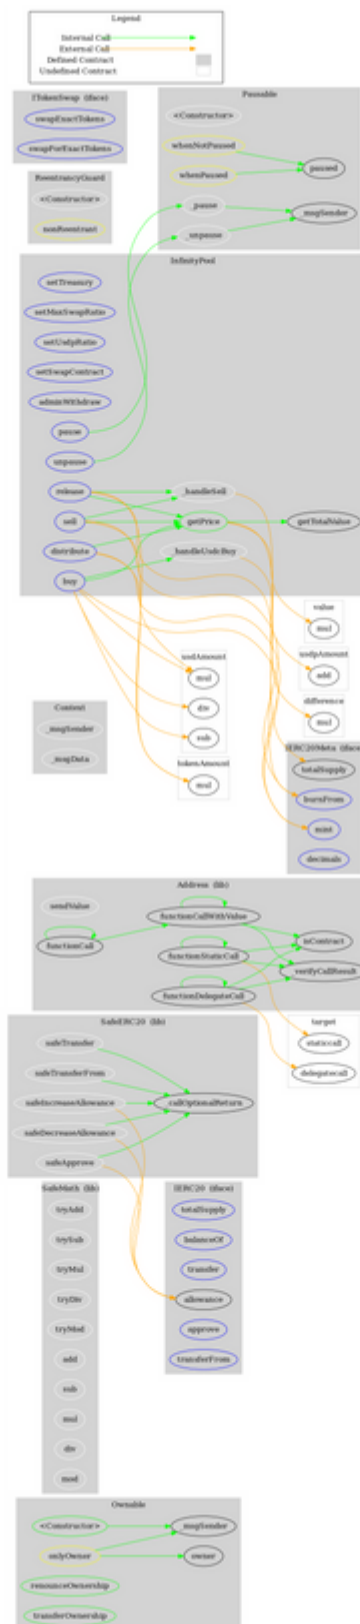 Legend
Internal Call
External Call
Defined Contract
Undefined Contract
ITokenSwap (iface)
swapExactTokens
swapForExactTokens
Pausable
<Constructor>
whenNotPaused
whenPaused
paused
_pause
_unpause
_msgSender
ReentrancyGuard
<Constructor>
nonReentrant
InfinityPool
setTreasury
setMaxSwapRatio
setUsdpRatio
setSwapContract
adminWithdraw
pause
unpause
release
sell
distribute
buy
_handleSell
getPrice
_handleUsdcBuy
getTotalValue
value
mul
usdAmount
mul
div
sub
usdpAmount
add
difference
mul
tokenAmount
mul
Context
_msgSender
_msgData
IERC20Meta (iface)
totalSupply
burnFrom
mint
decimals
Address (lib)
sendValue
functionCall
functionCallWithValue
functionStaticCall
functionDelegateCall
isContract
verifyCallResult
target
staticcall
delegatecall
SafeERC20 (lib)
safeTransfer
safeTransferFrom
safeIncreaseAllowance
safeDecreaseAllowance
safeApprove
_callOptionalReturn
SafeMath (lib)
tryAdd
trySub
tryMul
tryDiv
tryMod
add
sub
mul
div
mod
IERC20 (iface)
totalSupply
balanceOf
transfer
allowance
approve
transferFrom
Ownable
<Constructor>
onlyOwner
renounceOwnership
transferOwnership
_msgSender
owner